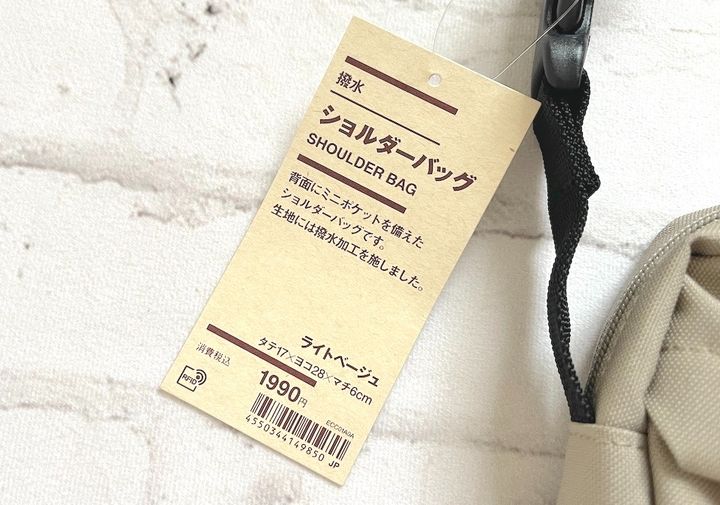 撥水
ショルダーバッグ
SHOULDER BAG
背面にミニポケットを備えた
ショルダーバッグです。
生地には撥水加工を施しました。
ライトベージュ
タテ17×ヨコ28×マチ6cm
消費税込
1990円
RFID
ECC01A9A
4550344149850 JP